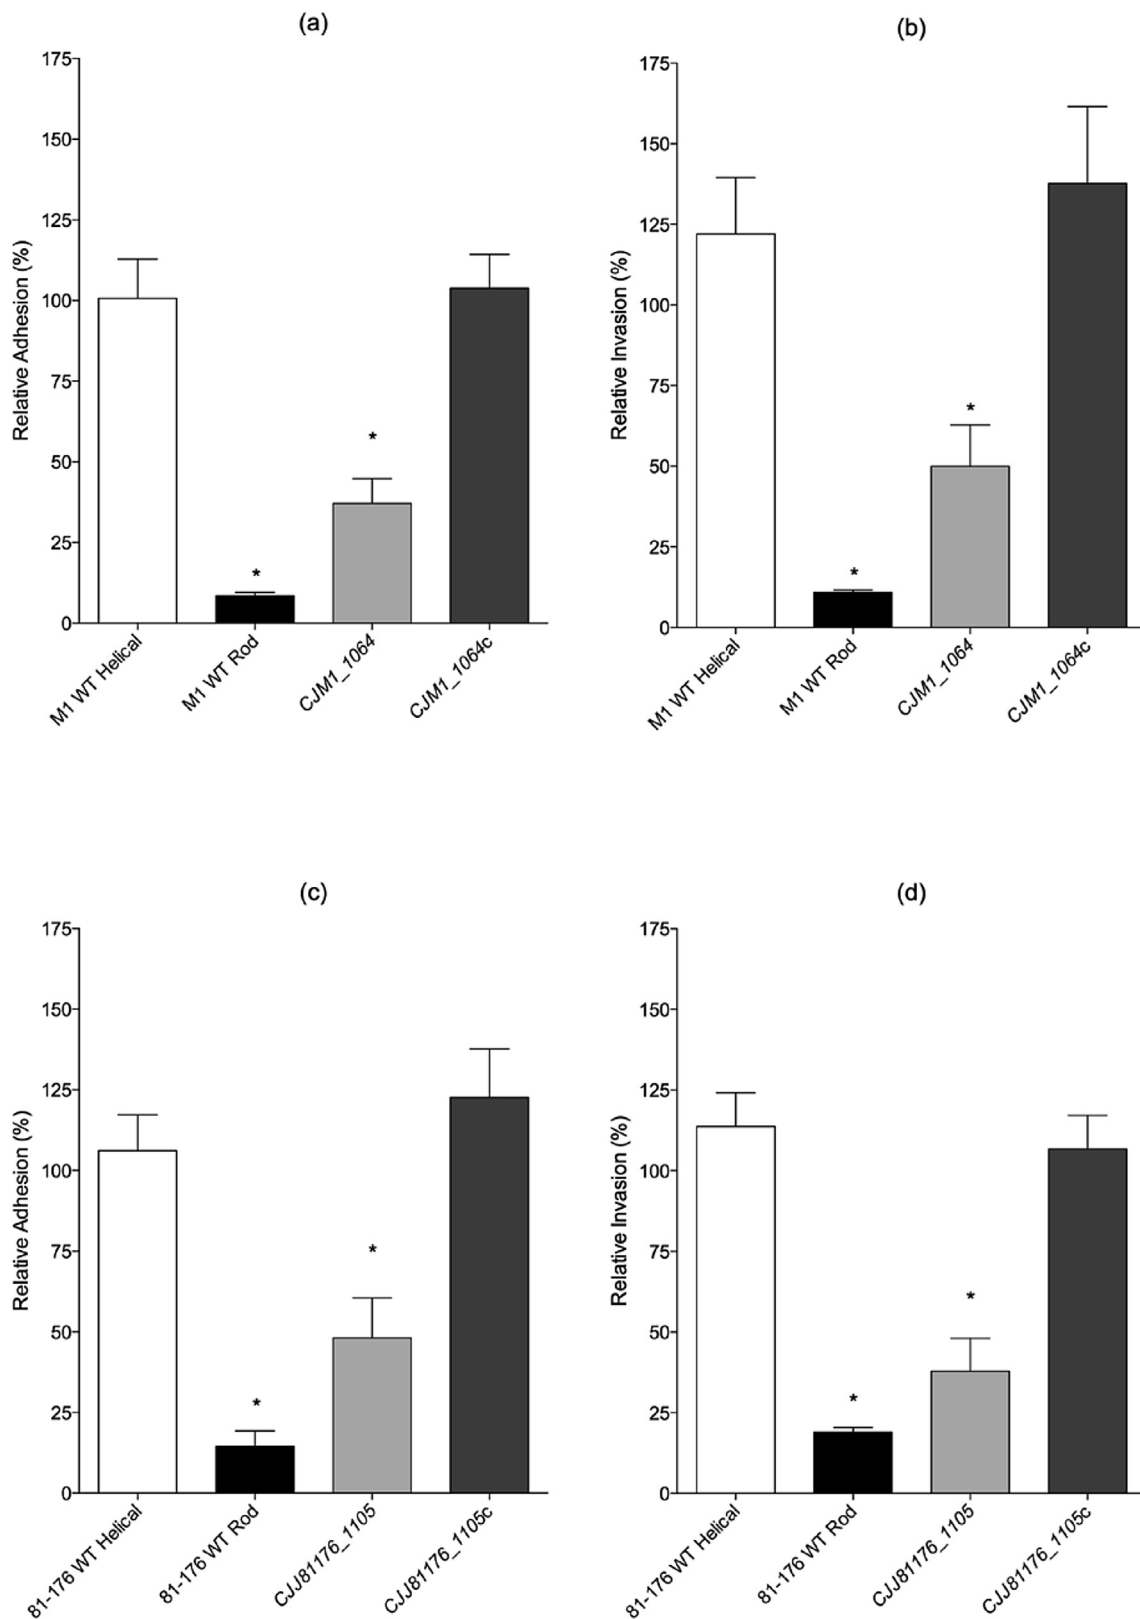 (a)
175
150
125
100
75
50
25
0
Relative Adhesion (%)
*
*
M1 WT Helical
M1 WT Rod
CJM1_1064
CJM1_1064c
(b)
175
150
125
100
75
50
25
0
Relative Invasion (%)
*
*
M1 WT Helical
M1 WT Rod
CJM1_1064
CJM1_1064c
(c)
175
150
125
100
75
50
25
0
Relative Adhesion (%)
*
*
81-176 WT Helical
81-176 WT Rod
CJJ81176_1105
CJJ81176_1105c
(d)
175
150
125
100
75
50
25
0
Relative Invasion (%)
*
*
81-176 WT Helical
81-176 WT Rod
CJJ81176_1105
CJJ81176_1105c